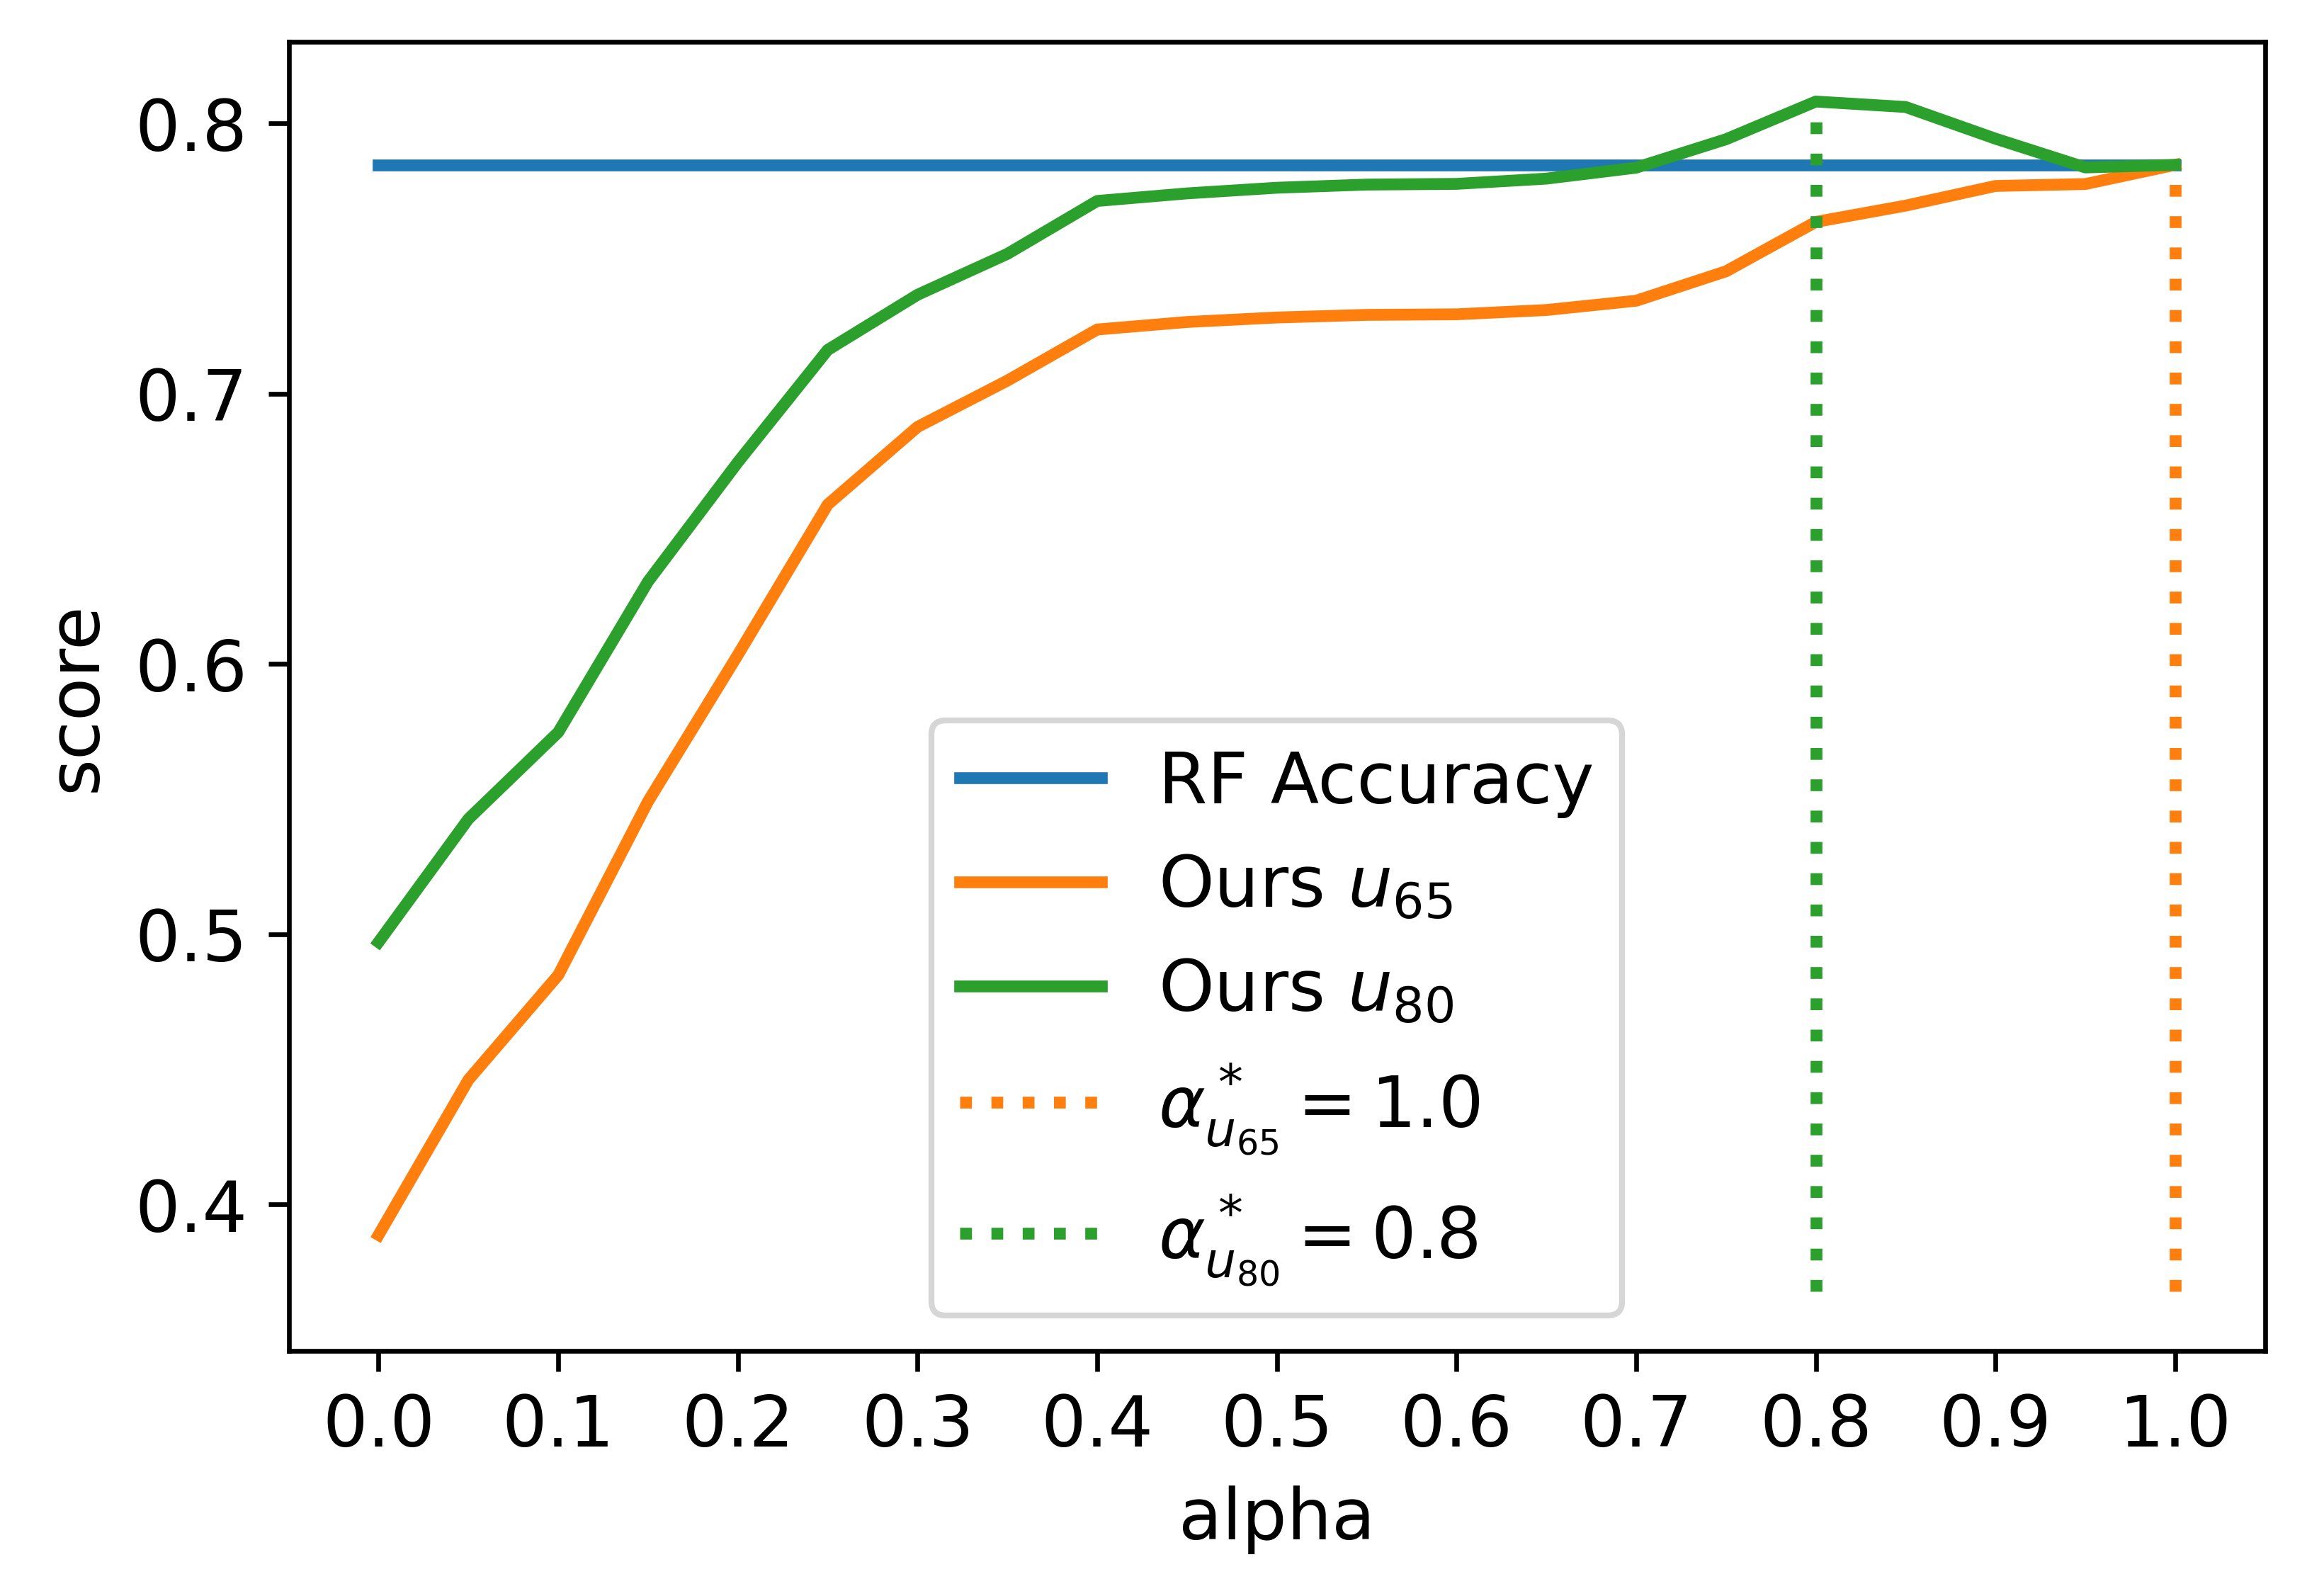 score
0.8
0.7
0.6
0.5
0.4
RF Accuracy
Ours u₆₅
Ours u₈₀
α*ᵤ₆₅ = 1.0
α*ᵤ₈₀ = 0.8
0.0 0.1 0.2 0.3 0.4 0.5 0.6 0.7 0.8 0.9 1.0
alpha